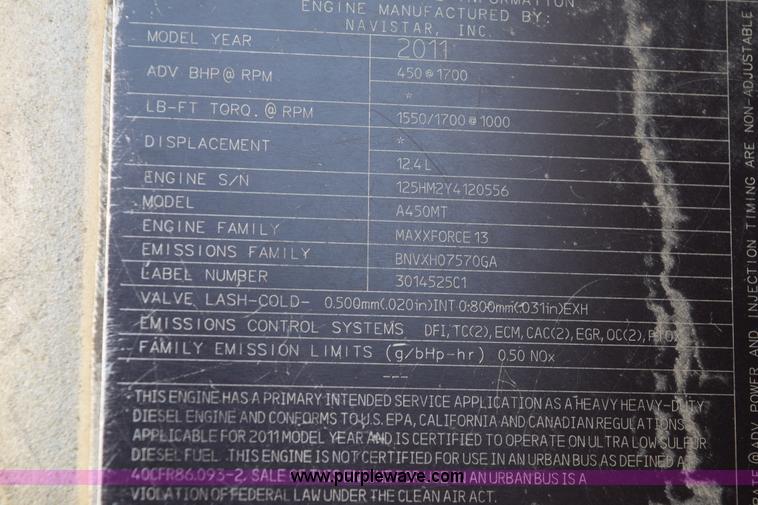 INFORMATION
ENGINE MANUFACTURED BY:
NAVISTAR, INC.
MODEL YEAR 2011
ADV BHP @ RPM 450 @ 1700
*
LB-FT TORQ. @ RPM 1550/1700 @ 1000
*
DISPLACEMENT 12.4L
ENGINE S/N 125HM2Y4120556
MODEL A450MT
ENGINE FAMILY MAXXFORCE 13
EMISSIONS FAMILY BNVXH07570GA
LABEL NUMBER 3014525C1
VALVE LASH-COLD- 0.500mm(.020in)INT 0.800mm(.031in)EXH
EMISSIONS CONTROL SYSTEMS DFI, TC(2), ECM, CAC(2), EGR, OC(2),
FAMILY EMISSION LIMITS (g/bHp-hr) 0.50 NOx
---
THIS ENGINE HAS A PRIMARY INTENDED SERVICE APPLICATION AS A HEAVY HEAVY-DUTY
DIESEL ENGINE AND CONFORMS TO U.S. EPA, CALIFORNIA AND CANADIAN REGULATIONS
APPLICABLE FOR 2011 MODEL YEAR AND IS CERTIFIED TO OPERATE ON ULTRA LOW SULFUR
DIESEL FUEL. THIS ENGINE IS NOT CERTIFIED FOR USE IN AN URBAN BUS AS DEFINED AT
40CFR86.093-2. SALE AN URBAN BUS IS A
VIOLATION OF FEDERAL LAW UNDER THE CLEAN AIR ACT.
RATE @ ADV POWER AND INJECTION TIMING ARE NON-ADJUSTABLE
www.purplewave.com